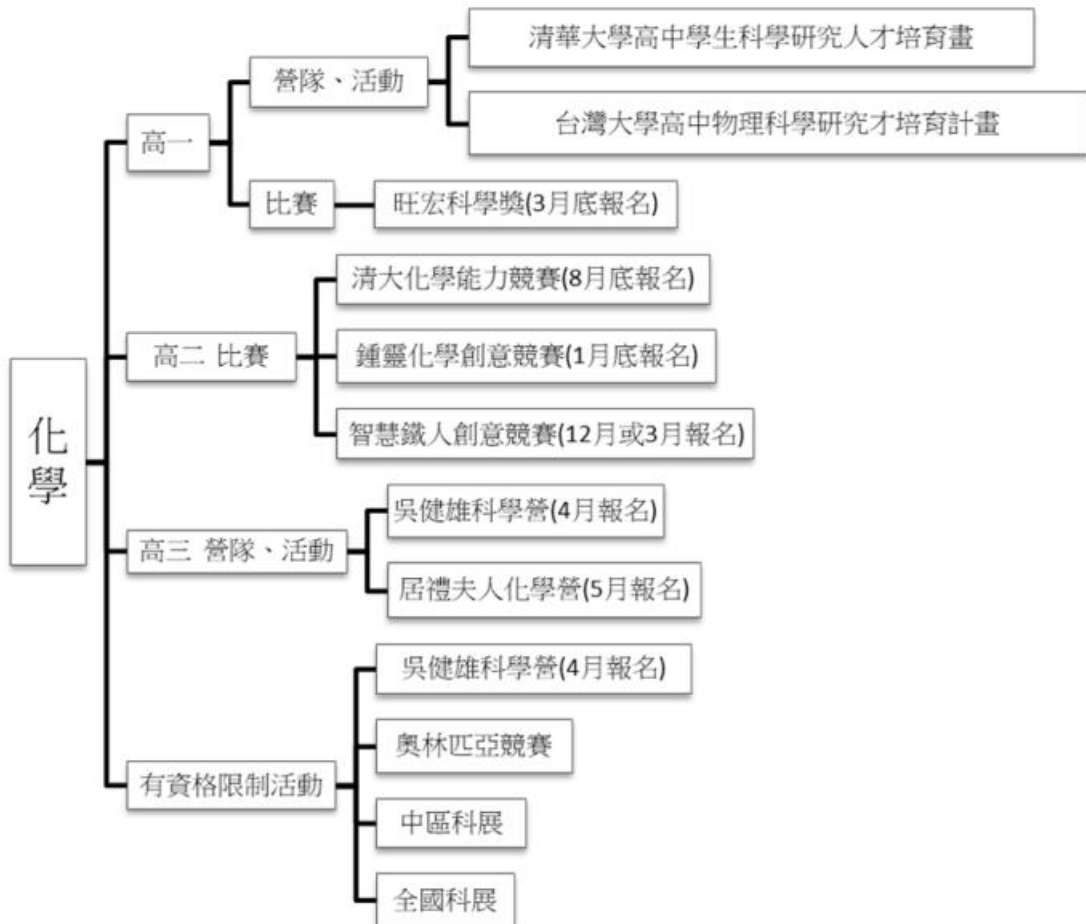 化學
高一
營隊、活動
清華大學高中學生科學研究人才培育畫
台灣大學高中物理科學研究才培育計畫
比賽
旺宏科學獎(3月底報名)
高二 比賽
清大化學能力競賽(8月底報名)
鍾靈化學創意競賽(1月底報名)
智慧鐵人創意競賽(12月或3月報名)
高三 營隊、活動
吳健雄科學營(4月報名)
居禮夫人化學營(5月報名)
有資格限制活動
吳健雄科學營(4月報名)
奧林匹亞競賽
中區科展
全國科展